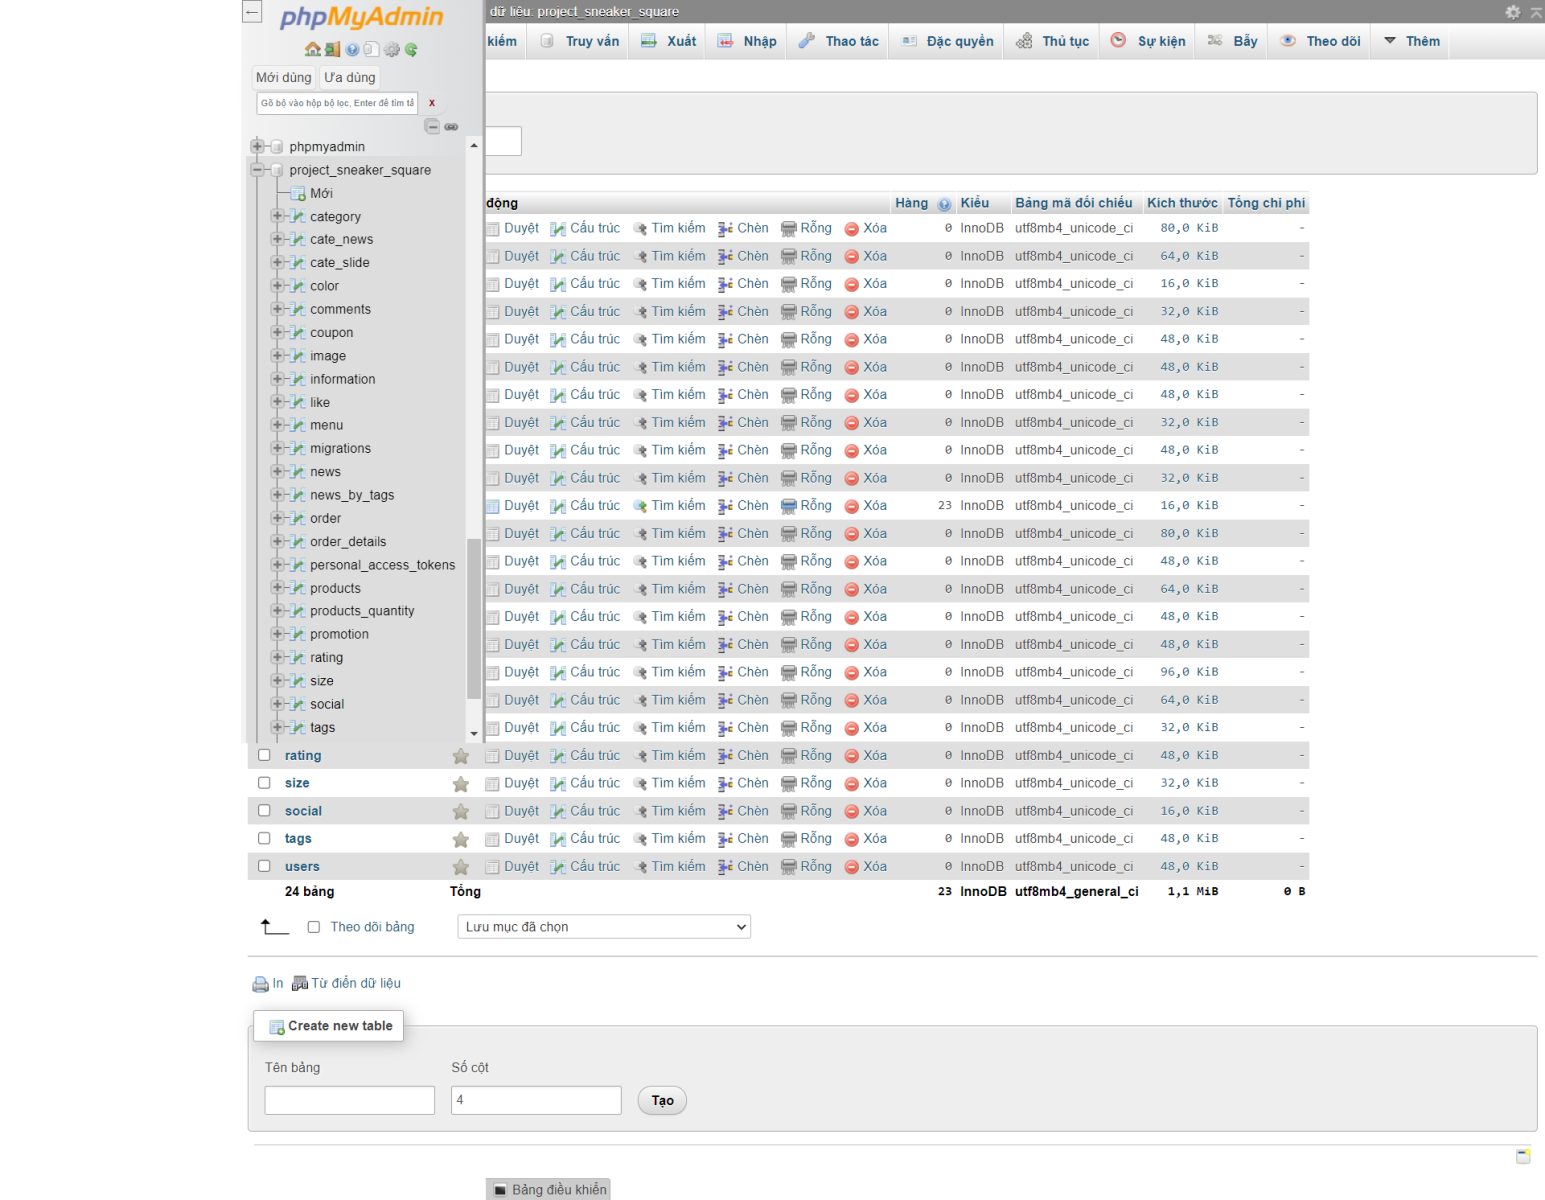 phpMyAdmin
dữ liệu: project_sneaker_square
kiếm Truy vấn Xuất Nhập Thao tác Đặc quyền Thủ tục Sự kiện Bẫy Theo dõi Thêm
Mới dùng Ưa dùng
Gõ bộ vào hộp bộ lọc, Enter để tìm tấ X
phpmyadmin
project_sneaker_square
Mới
category
cate_news
cate_slide
color
comments
coupon
image
information
like
menu
migrations
news
news_by_tags
order
order_details
personal_access_tokens
products
products_quantity
promotion
rating
size
social
tags
động Hàng Kiểu Bảng mã đối chiếu Kích thước Tổng chi phí
Duyệt Cấu trúc Tìm kiếm Chèn Rỗng Xóa 0 InnoDB utf8mb4_unicode_ci 80,0 KiB -
Duyệt Cấu trúc Tìm kiếm Chèn Rỗng Xóa 0 InnoDB utf8mb4_unicode_ci 64,0 KiB -
Duyệt Cấu trúc Tìm kiếm Chèn Rỗng Xóa 0 InnoDB utf8mb4_unicode_ci 16,0 KiB -
Duyệt Cấu trúc Tìm kiếm Chèn Rỗng Xóa 0 InnoDB utf8mb4_unicode_ci 32,0 KiB -
Duyệt Cấu trúc Tìm kiếm Chèn Rỗng Xóa 0 InnoDB utf8mb4_unicode_ci 48,0 KiB -
Duyệt Cấu trúc Tìm kiếm Chèn Rỗng Xóa 0 InnoDB utf8mb4_unicode_ci 48,0 KiB -
Duyệt Cấu trúc Tìm kiếm Chèn Rỗng Xóa 0 InnoDB utf8mb4_unicode_ci 48,0 KiB -
Duyệt Cấu trúc Tìm kiếm Chèn Rỗng Xóa 0 InnoDB utf8mb4_unicode_ci 32,0 KiB -
Duyệt Cấu trúc Tìm kiếm Chèn Rỗng Xóa 0 InnoDB utf8mb4_unicode_ci 48,0 KiB -
Duyệt Cấu trúc Tìm kiếm Chèn Rỗng Xóa 0 InnoDB utf8mb4_unicode_ci 32,0 KiB -
Duyệt Cấu trúc Tìm kiếm Chèn Rỗng Xóa 23 InnoDB utf8mb4_unicode_ci 16,0 KiB -
Duyệt Cấu trúc Tìm kiếm Chèn Rỗng Xóa 0 InnoDB utf8mb4_unicode_ci 80,0 KiB -
Duyệt Cấu trúc Tìm kiếm Chèn Rỗng Xóa 0 InnoDB utf8mb4_unicode_ci 48,0 KiB -
Duyệt Cấu trúc Tìm kiếm Chèn Rỗng Xóa 0 InnoDB utf8mb4_unicode_ci 64,0 KiB -
Duyệt Cấu trúc Tìm kiếm Chèn Rỗng Xóa 0 InnoDB utf8mb4_unicode_ci 48,0 KiB -
Duyệt Cấu trúc Tìm kiếm Chèn Rỗng Xóa 0 InnoDB utf8mb4_unicode_ci 48,0 KiB -
Duyệt Cấu trúc Tìm kiếm Chèn Rỗng Xóa 0 InnoDB utf8mb4_unicode_ci 96,0 KiB -
Duyệt Cấu trúc Tìm kiếm Chèn Rỗng Xóa 0 InnoDB utf8mb4_unicode_ci 64,0 KiB -
Duyệt Cấu trúc Tìm kiếm Chèn Rỗng Xóa 0 InnoDB utf8mb4_unicode_ci 32,0 KiB -
rating Duyệt Cấu trúc Tìm kiếm Chèn Rỗng Xóa 0 InnoDB utf8mb4_unicode_ci 48,0 KiB -
size Duyệt Cấu trúc Tìm kiếm Chèn Rỗng Xóa 0 InnoDB utf8mb4_unicode_ci 32,0 KiB -
social Duyệt Cấu trúc Tìm kiếm Chèn Rỗng Xóa 0 InnoDB utf8mb4_unicode_ci 16,0 KiB -
tags Duyệt Cấu trúc Tìm kiếm Chèn Rỗng Xóa 0 InnoDB utf8mb4_unicode_ci 48,0 KiB -
users Duyệt Cấu trúc Tìm kiếm Chèn Rỗng Xóa 0 InnoDB utf8mb4_unicode_ci 48,0 KiB -
24 bảng Tổng 23 InnoDB utf8mb4_general_ci 1,1 MiB 0 B
Theo dõi bảng Lưu mục đã chọn
In Từ điển dữ liệu
Create new table
Tên bảng Số cột
4 Tạo
Bảng điều khiển